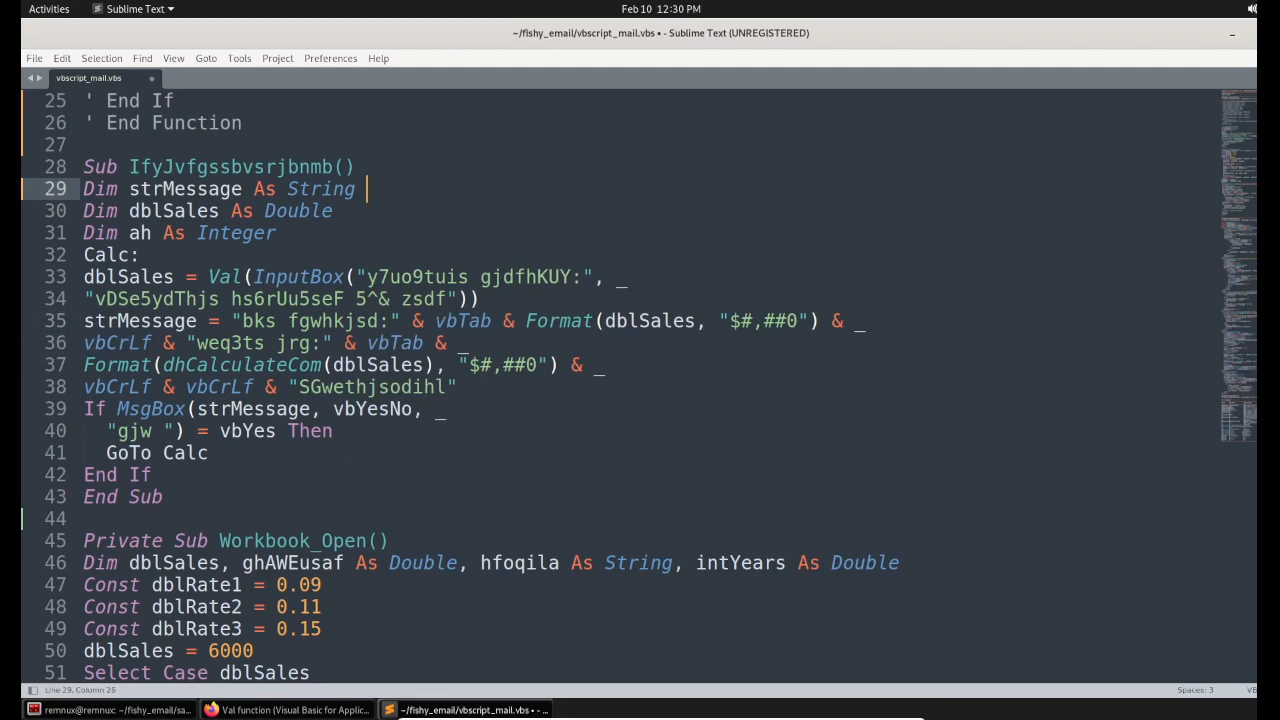 Activities
Sublime Text
Feb 10 12:30 PM
~/fishy_email/vbscript_mail.vbs • - Sublime Text (UNREGISTERED)
File Edit Selection Find View Goto Tools Project Preferences Help
vbscript_mail.vbs
25 ' End If
26 ' End Function
27
28 Sub IfyJvfgssbvsrjbnmb()
29 Dim strMessage As String
30 Dim dblSales As Double
31 Dim ah As Integer
32 Calc:
33 dblSales = Val(InputBox("y7uo9tuis gjdfhKUY:", _
34 "vDSe5ydThjs hs6rUu5seF 5^& zsdf"))
35 strMessage = "bks fgwhkjsd:" & vbTab & Format(dblSales, "$#,##0") & _
36 vbCrLf & "weq3ts jrg:" & vbTab & _
37 Format(dhCalculateCom(dblSales), "$#,##0") & _
38 vbCrLf & vbCrLf & "SGwethjsodihl"
39 If MsgBox(strMessage, vbYesNo, _
40 "gjw ") = vbYes Then
41 GoTo Calc
42 End If
43 End Sub
44
45 Private Sub Workbook_Open()
46 Dim dblSales, ghAWEusaf As Double, hfoqila As String, intYears As Double
47 Const dblRate1 = 0.09
48 Const dblRate2 = 0.11
49 Const dblRate3 = 0.15
50 dblSales = 6000
51 Select Case dblSales
Line 29, Column 26
Spaces: 3
VB
remnux@remnux: ~/fishy_email/sa...
Val function (Visual Basic for Applic...
~/fishy_email/vbscript_mail.vbs • - ...